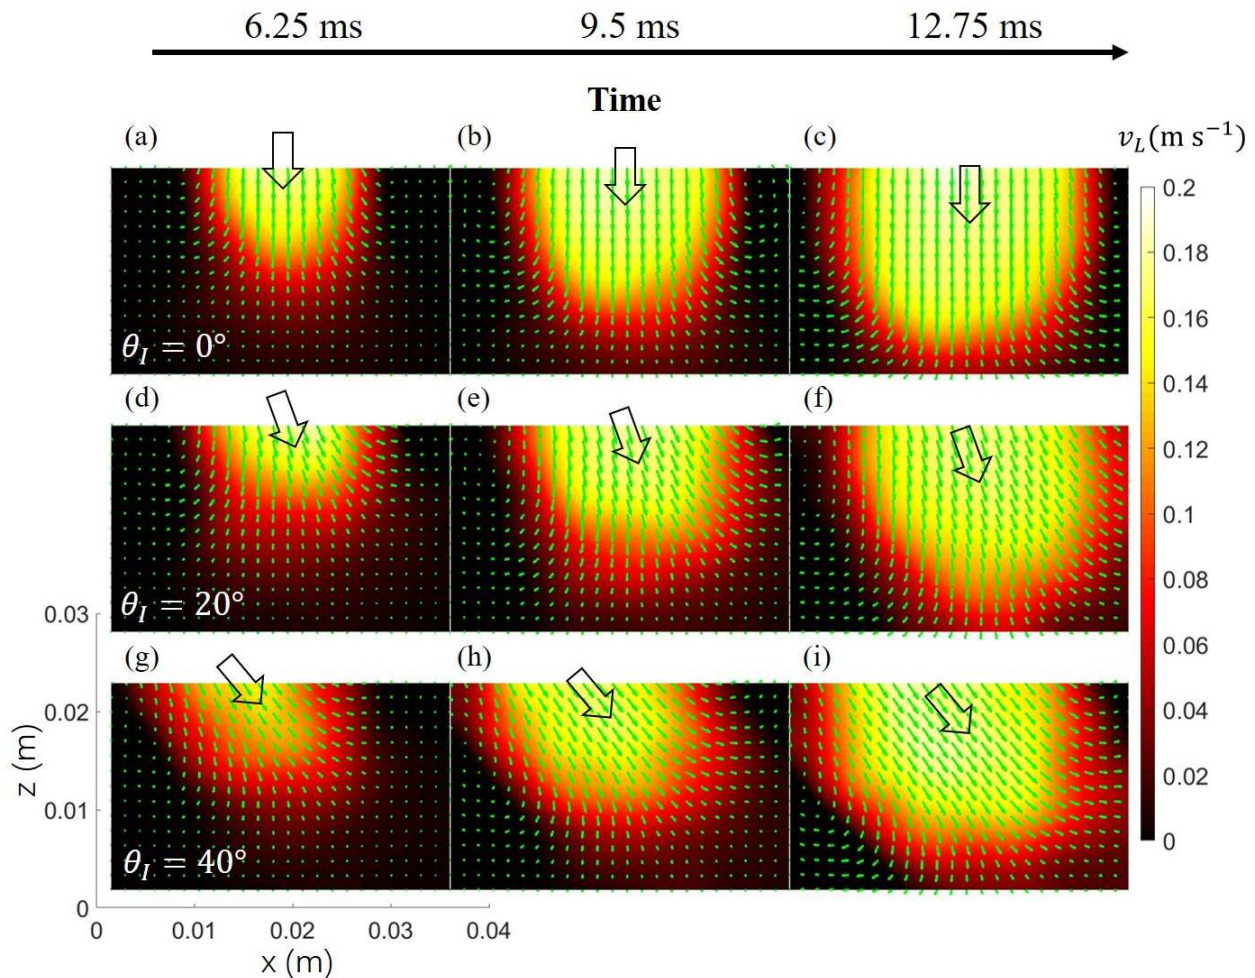 6.25 ms 9.5 ms 12.75 ms
Time
(a) (b) (c) v_L(m s⁻¹)
0.2
0.18
0.16
0.14
0.12
0.1
0.08
0.06
0.04
0.02
0
θ_I = 0°
(d) (e) (f)
θ_I = 20°
(g) (h) (i)
θ_I = 40°
0.03
0.02
0.01
0
z (m)
0 0.01 0.02 0.03 0.04
x (m)